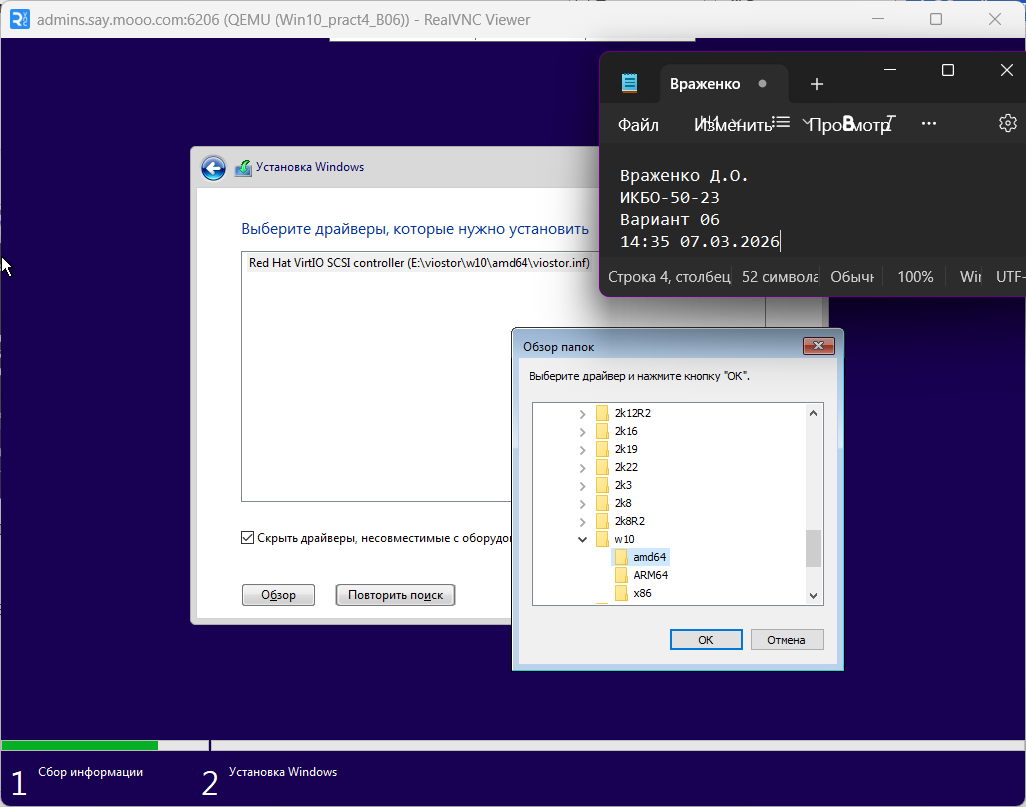 admins.say.mooo.com:6206 (QEMU (Win10_pract4_B06)) - RealVNC Viewer
Враженко
Файл Изменить Просмотр
Враженко Д.О.
ИКБО-50-23
Вариант 06
14:35 07.03.2026
Строка 4, столбец 52 символа Обычн 100% Wi UTF-
Установка Windows
Выберите драйверы, которые нужно установить
Red Hat VirtIO SCSI controller (E:\viostor\w10\amd64\viostor.inf)
Обзор папок
Выберите драйвер и нажмите кнопку "ОК".
2k12R2
2k16
2k19
2k22
2k3
2k8
2k8R2
w10
amd64
ARM64
x86
Скрыть драйверы, несовместимые с оборудо
Обзор Повторить поиск
ОК Отмена
1 Сбор информации 2 Установка Windows